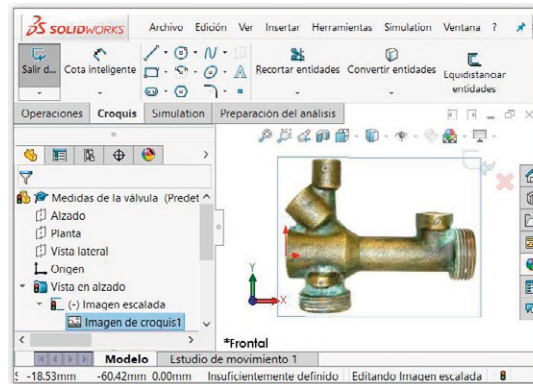 SOLIDWORKS
Archivo Edición Ver Insertar Herramientas Simulation Ventana ?
Salir d... Cota inteligente Recortar entidades Convertir entidades Equidistanciar entidades
Operaciones Croquis Simulation Preparación del análisis
Medidas de la válvula (Predet
Alzado
Planta
Vista lateral
Origen
Vista en alzado
(-) Imagen escalada
Imagen de croquis1
Y
X
*Frontal
Modelo Estudio de movimiento 1
-18.53mm -60.42mm 0.00mm Insuficientemente definido Editando Imagen escalada